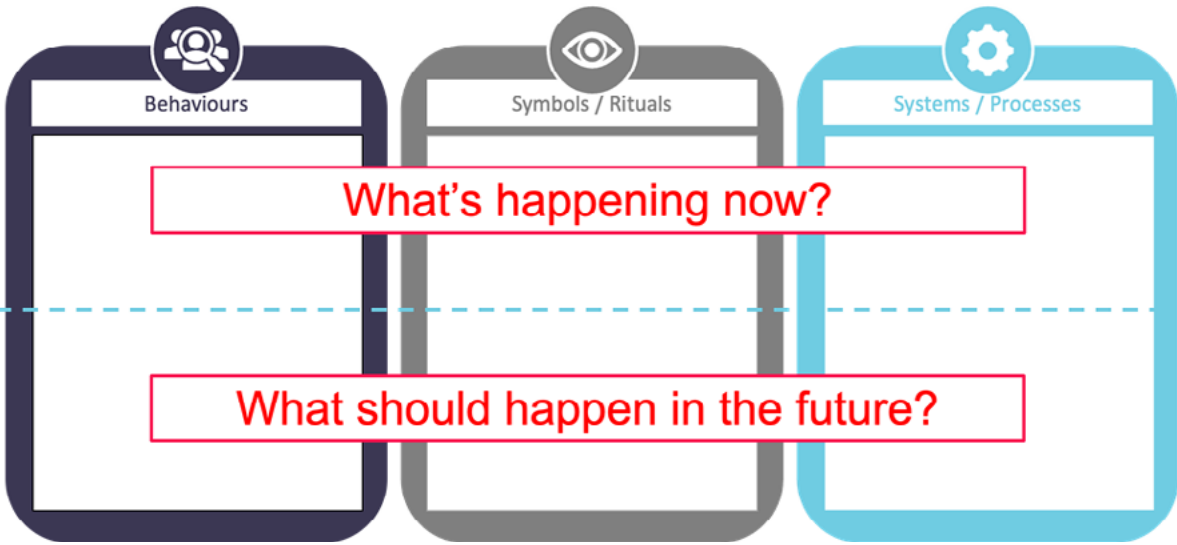 Behaviours
Symbols / Rituals
Systems / Processes
What's happening now?
What should happen in the future?